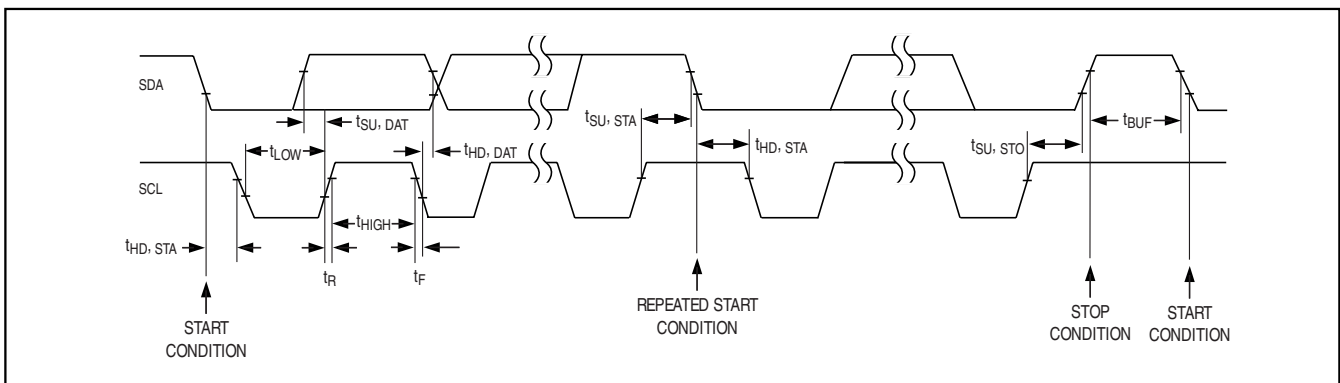 SDA
tSU, DAT
tSU, STA
tBUF
tLOW
tHD, DAT
tHD, STA
tSU, STO
SCL
tHIGH
tHD, STA
tR
tF
START
CONDITION
REPEATED START
CONDITION
STOP
CONDITION
START
CONDITION